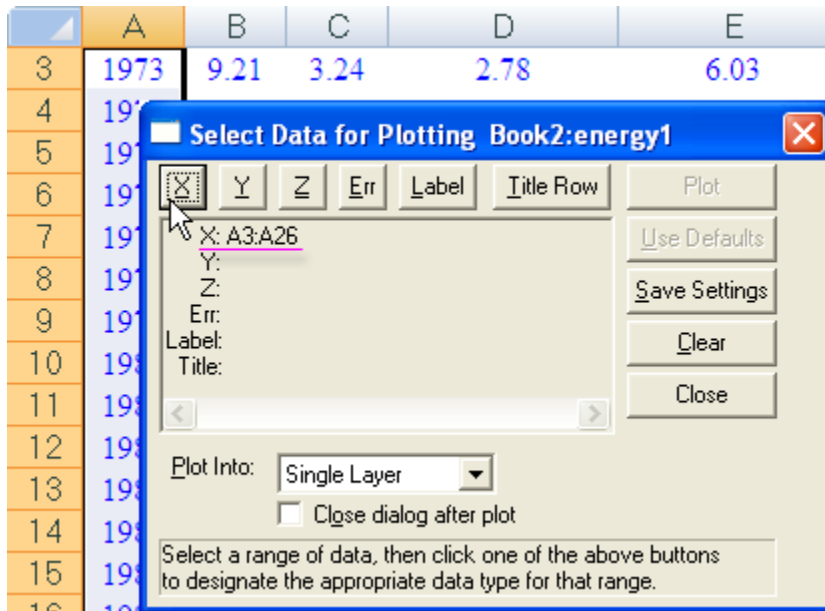 A B C D E
3 1973 9.21 3.24 2.78 6.03
4
Select Data for Plotting Book2:energy1
5
6
X Y Z Err Label Title Row Plot
7
X: A3:A26
Use Defaults
Y:
8
Z:
Save Settings
9
Err:
Label:
Clear
10
Title:
11
Close
12
Plot Into: Single Layer
13
Close dialog after plot
14
Select a range of data, then click one of the above buttons
15
to designate the appropriate data type for that range.